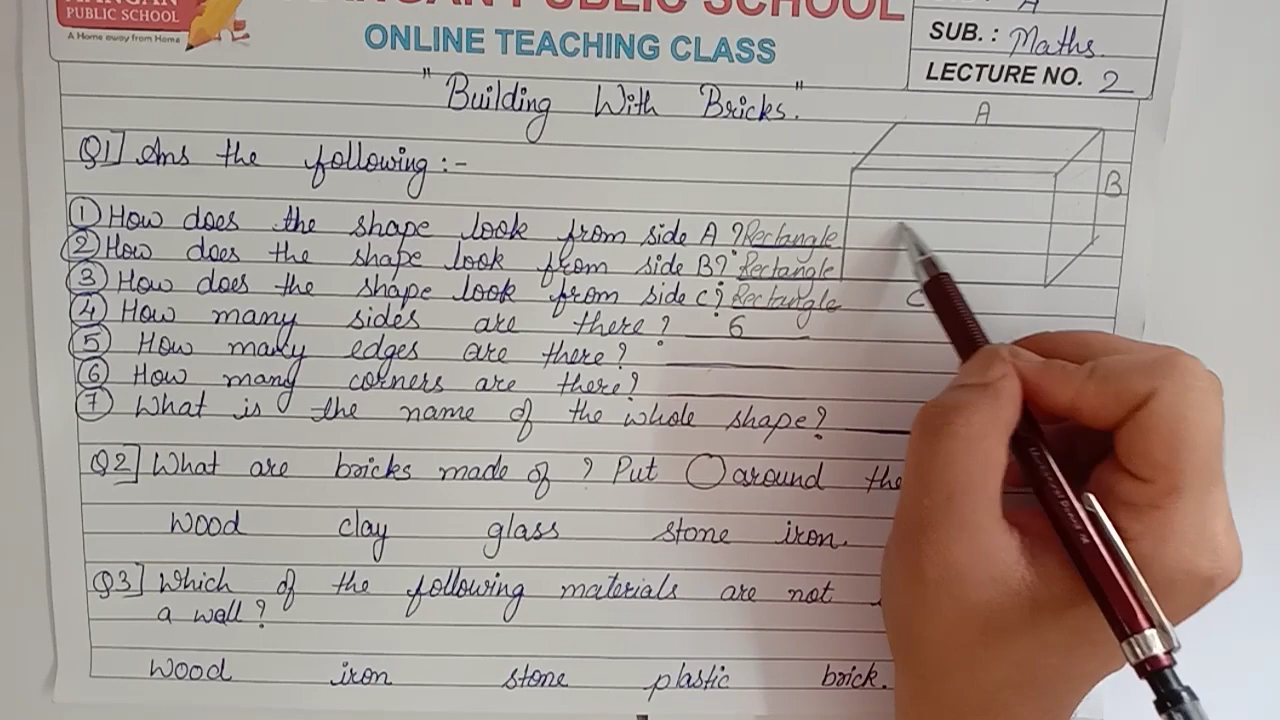 PUBLIC SCHOOL
A Home away from Home
PUBLIC SCHOOL
ONLINE TEACHING CLASS
A
SUB. : Maths
LECTURE NO. 2
"Building With Bricks."
A
B
C
Q1] Ans the following :-
① How does the shape look from side A ? Rectangle
② How does the shape look from side B? Rectangle
③ How does the shape look from side C? Rectangle
④ How many sides are there? 6
⑤ How many edges are there?
⑥ How many corners are there?
⑦ What is the name of the whole shape?
Q2] What are bricks made of ? Put ◯ around the
Wood clay glass stone iron.
Q3] Which of the following materials are not
a wall ?
Wood iron stone plastic brick.